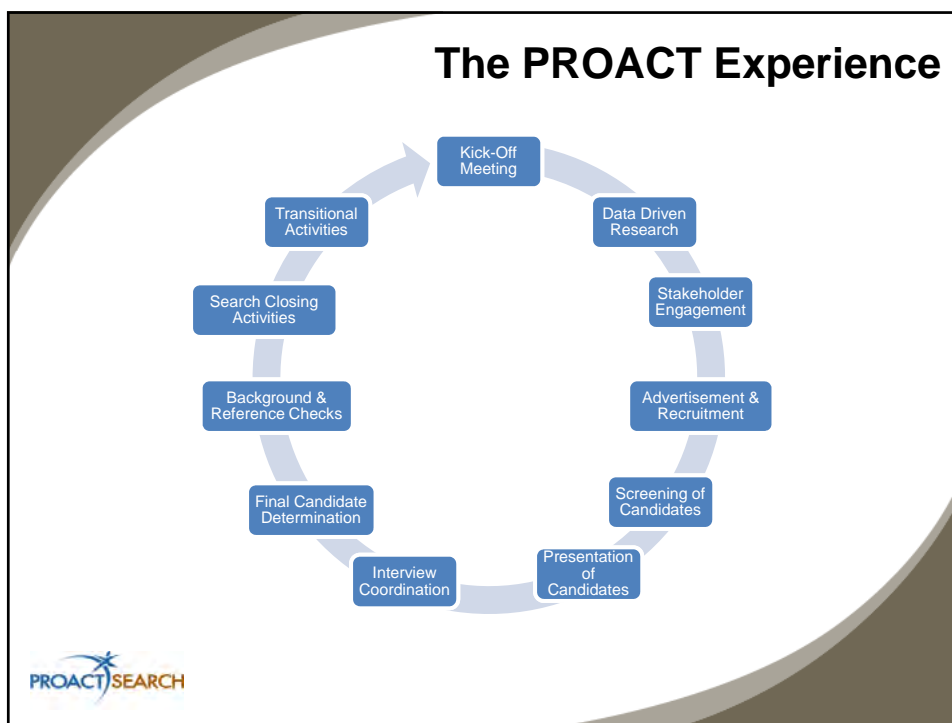 The PROACT Experience
Kick-Off
Meeting
Data Driven
Research
Stakeholder
Engagement
Advertisement &
Recruitment
Screening of
Candidates
Presentation
of
Candidates
Interview
Coordination
Final Candidate
Determination
Background &
Reference Checks
Search Closing
Activities
Transitional
Activities
PROACT SEARCH